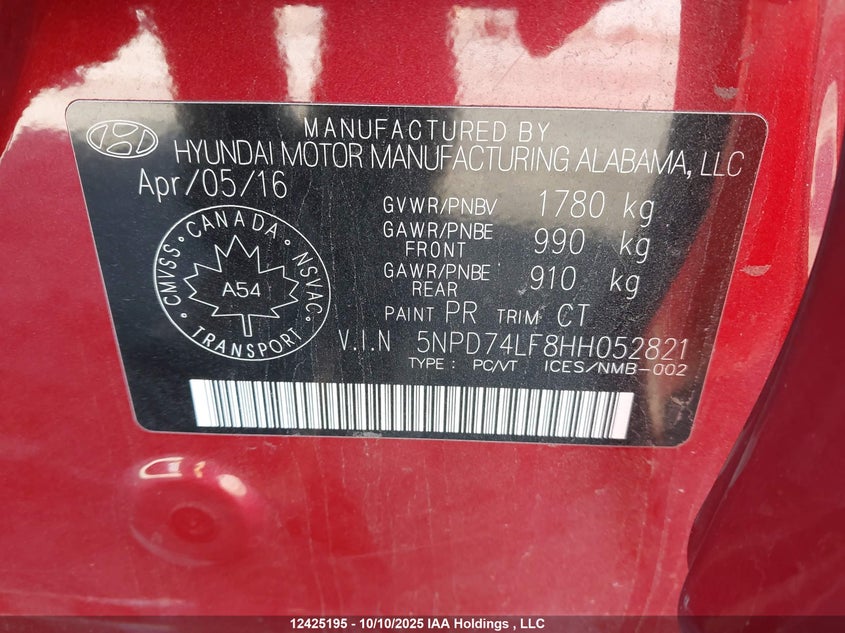 MANUFACTURED BY
HYUNDAI MOTOR MANUFACTURING ALABAMA, LLC
Apr/05/16
GVWR/PNBV 1780 kg
GAWR/PNBE FRONT 990 kg
GAWR/PNBE REAR 910 kg
CANADA · NSVAC · TRANSPORT · CMVSS ·
A54
PAINT PR TRIM CT
V.I.N 5NPD74LF8HH052821
TYPE : PC/VT ICES/NMB-002
12425195 - 10/10/2025 IAA Holdings , LLC